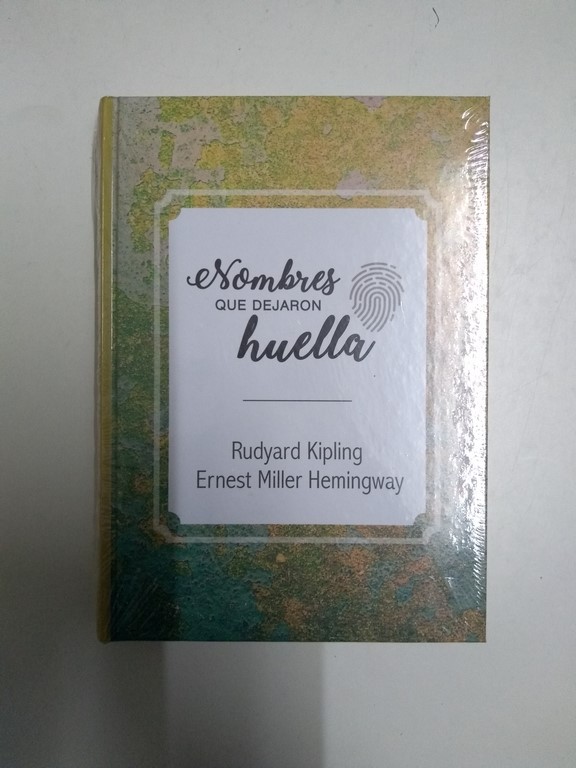 Nombres
QUE DEJARON
huella
Rudyard Kipling
Ernest Miller Hemingway